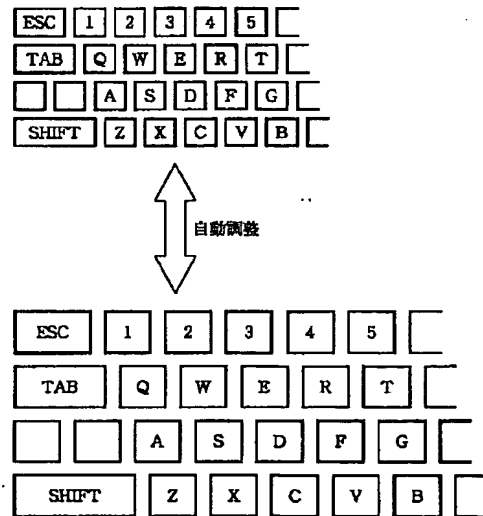 ESC 1 2 3 4 5
TAB Q W E R T
A S D F G
SHIFT Z X C V B
自動調整
ESC 1 2 3 4 5
TAB Q W E R T
A S D F G
SHIFT Z X C V B